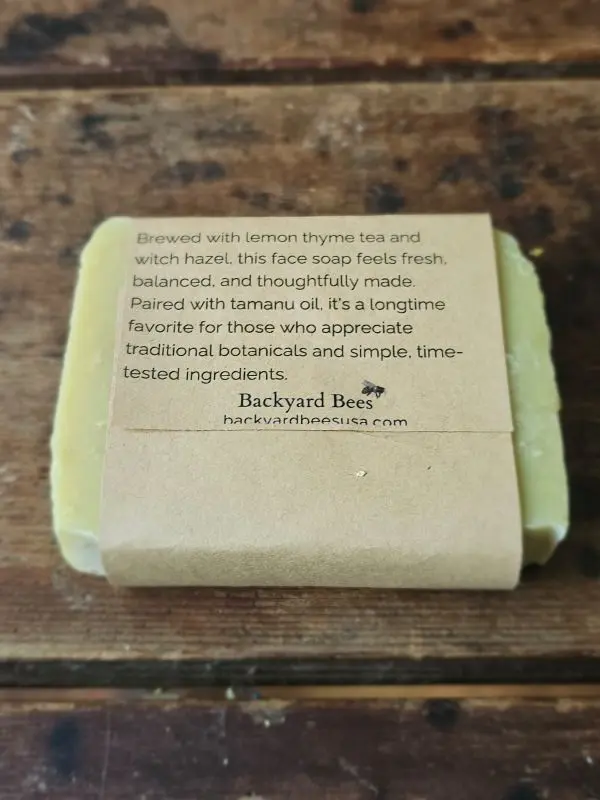 Brewed with lemon thyme tea and
witch hazel, this face soap feels fresh,
balanced, and thoughtfully made.
Paired with tamanu oil, it's a longtime
favorite for those who appreciate
traditional botanicals and simple, time-
tested ingredients.
Backyard Bees
backyardbeesusa.com